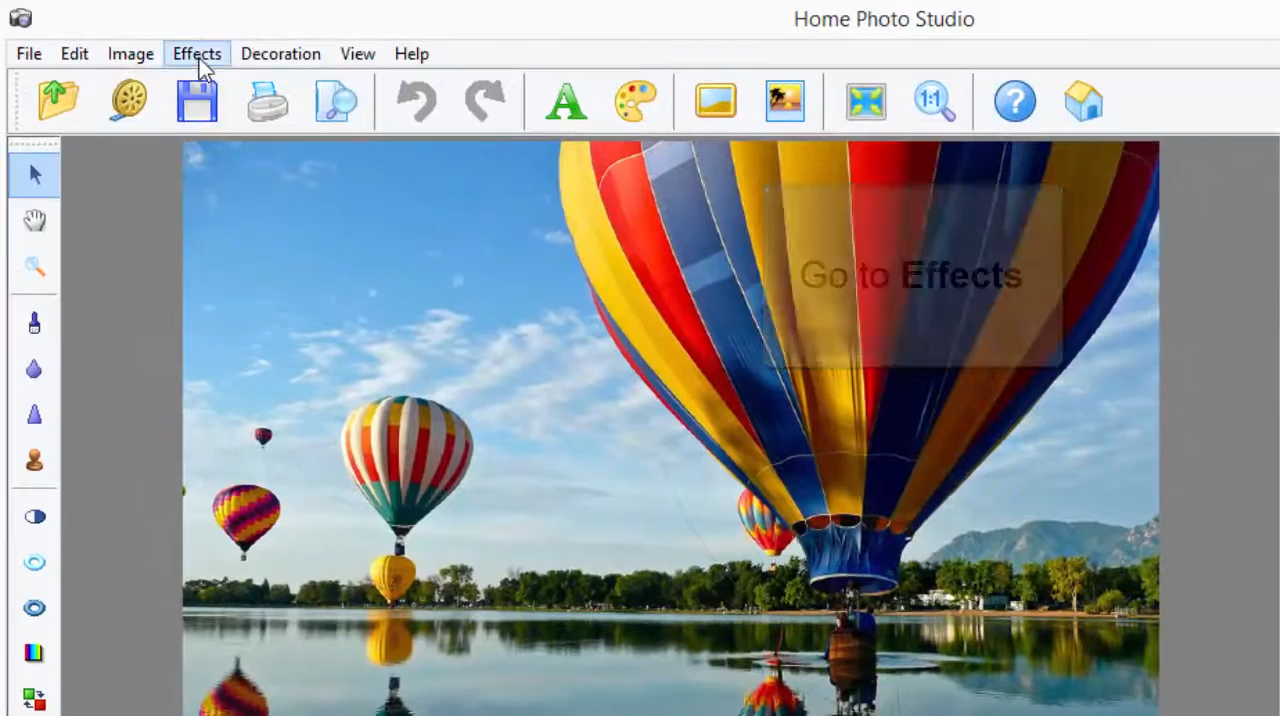 Home Photo Studio
File Edit Image Effects Decoration View Help
A 1:1 ?
Go to Effects